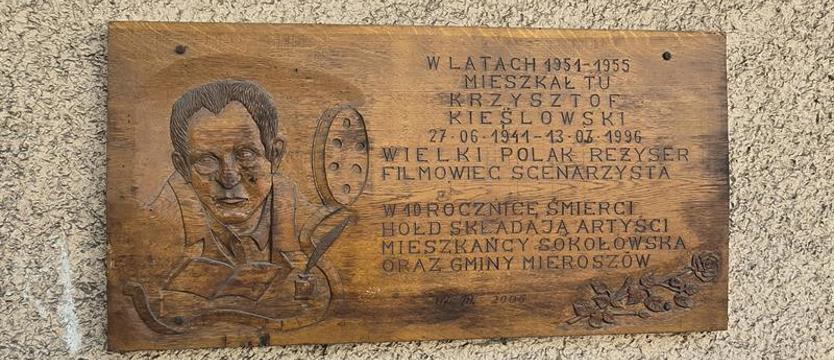 W LATACH 1951-1955
MIESZKAŁ TU
KRZYSZTOF
KIEŚLOWSKI
27·06·1941-13·03·1996
WIELKI POLAK REŻYSER
FILMOWIEC SCENARZYSTA
W 10 ROCZNICĘ ŚMIERCI
HOŁD SKŁADAJĄ ARTYŚCI
MIESZKAŃCY SOKOŁOWSKA
ORAZ GMINY MIEROSZÓW
2006